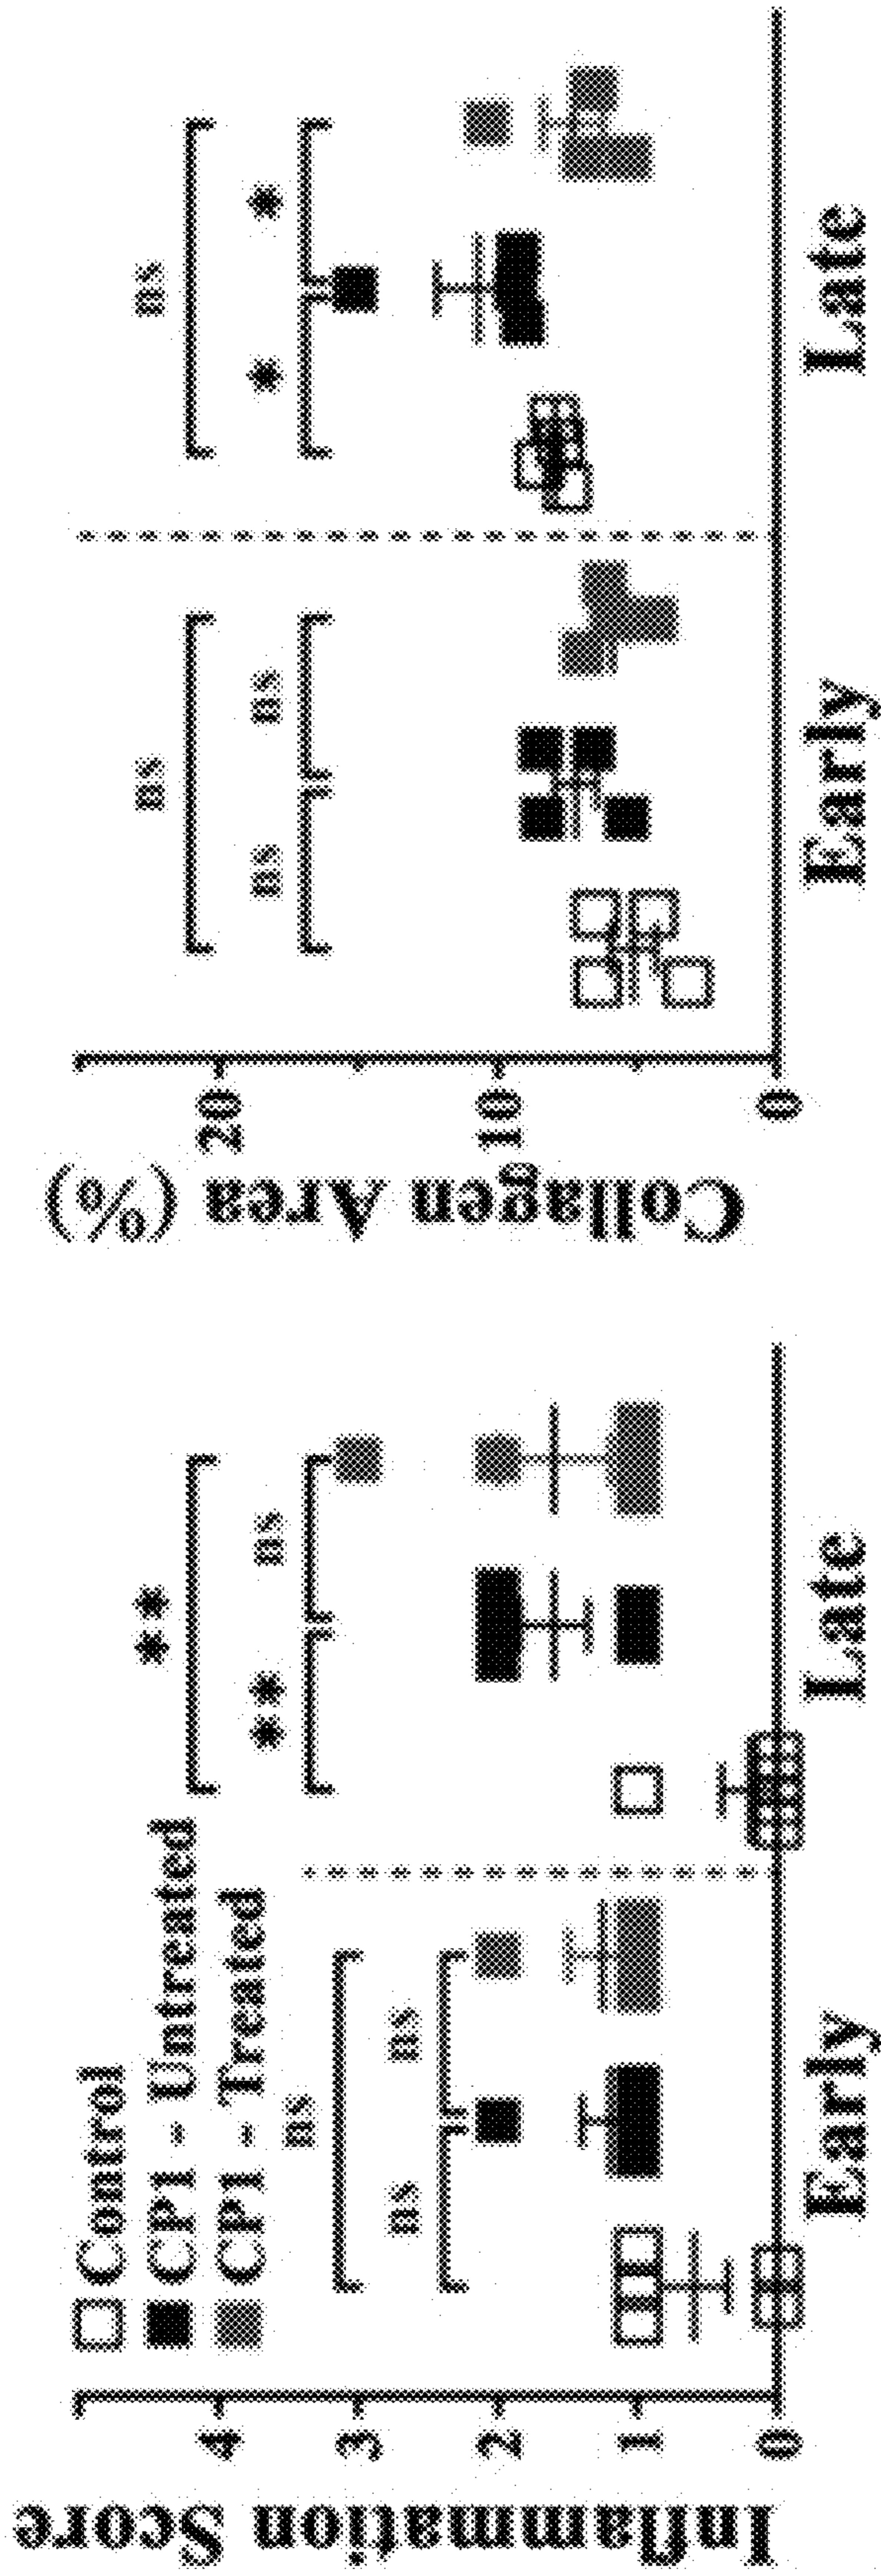 Inflammation Score
4
3
2
1
0
Control
CP1 - Untreated
CP1 - Treated
ns
ns
ns
**
**
ns
Early
Late
Collagen Area (%)
20
10
0
ns
ns
ns
ns
*
*
Early
Late